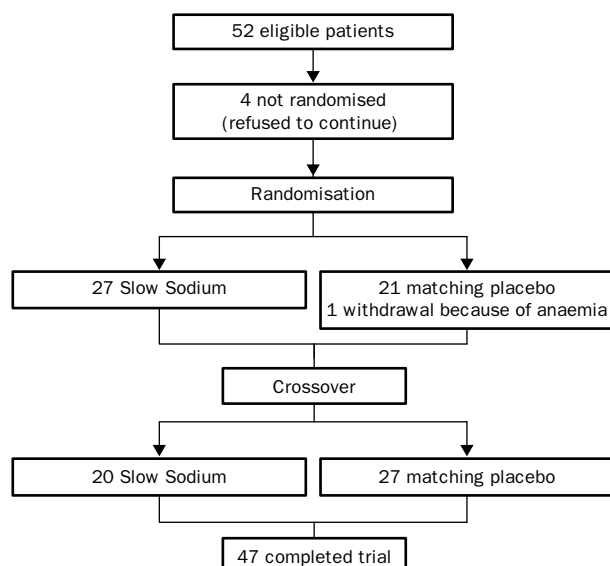 52 eligible patients
4 not randomised
(refused to continue)
Randomisation
27 Slow Sodium
21 matching placebo
1 withdrawal because of anaemia
Crossover
20 Slow Sodium
27 matching placebo
47 completed trial